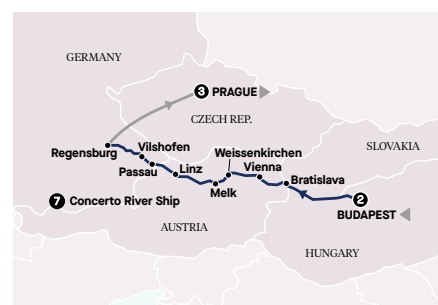 GERMANY
3 PRAGUE
CZECH REP.
SLOVAKIA
Vilshofen
Weissenkirchen
Regensburg
Passau
Linz
Vienna
Bratislava
Melk
7 Concerto River Ship
2
BUDAPEST
AUSTRIA
HUNGARY